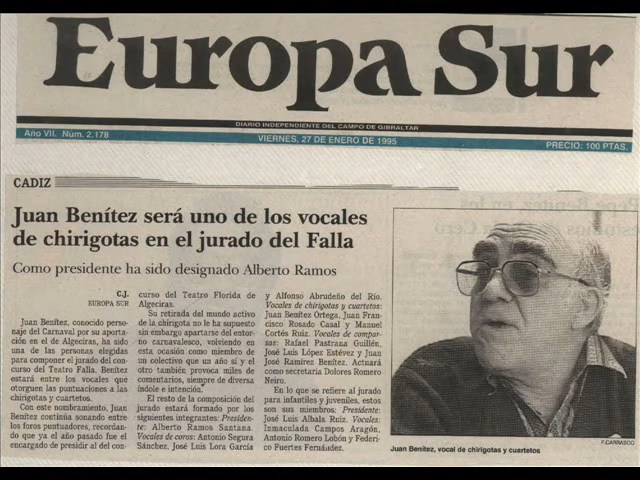 Europa Sur
DIARIO INDEPENDIENTE DEL CAMPO DE GIBRALTAR
Año VII. Núm. 2.178
VIERNES, 27 DE ENERO DE 1995
PRECIO: 100 PTAS.
CADIZ
Juan Benítez será uno de los vocales
de chirigotas en el jurado del Falla
Como presidente ha sido designado Alberto Ramos
C.J.
EUROPA SUR
Juan Benítez, conocido perso-
naje del Carnaval por su aporta-
ción en el de Algeciras, ha sido
una de las personas elegidas
para componer el jurado del con-
curso del Teatro Falla. Benítez
estará entre los vocales que
otorguen las puntuaciones a las
chirigotas y cuartetos.
Con este nombramiento, Juan
Benítez continúa sonando entre
los foros puntuadores, recordan-
do que ya el año pasado fue el
encargado de presidir al del con-
curso del Teatro Florida de
Algeciras.
Su retirada del mundo activo
de la chirigota no le ha supuesto
sin embargo apartarse del entor-
no carnavalesco, volviendo en
esta ocasión como miembro de
un colectivo que un año sí y el
otro también, provoca miles de
comentarios, siempre de diversa
índole e intención.
El resto de la composición del
jurado estará formado por los
siguientes integrantes: Presiden-
te: Alberto Ramos Santana.
Vocales de coros: Antonio Segura
Sánchez, José Luis Lora García
y Alfonso Abrudeño del Río.
Vocales de chirigotas y cuartetos:
Juan Benítez Ortega, Juan Fran-
cisco Rosado Casal y Manuel
Cortés Ruiz. Vocales de compar-
sas: Rafael Pastrana Guillén,
José Luis López Estévez y Juan
José Ramírez Benítez. Actuará
como secretaria Dolores Romero
Neiro.
En lo que se refiere al jurado
para infantiles y juveniles, estos
son sus miembros: Presidente:
José Luis Albala Ruiz. Vocales:
Inmaculada Campos Aragón,
Antonio Romero Lobón y Federi-
co Fuertes Fernández.
F.CARRASCO
Juan Benítez, vocal de chirigotas y cuartetos